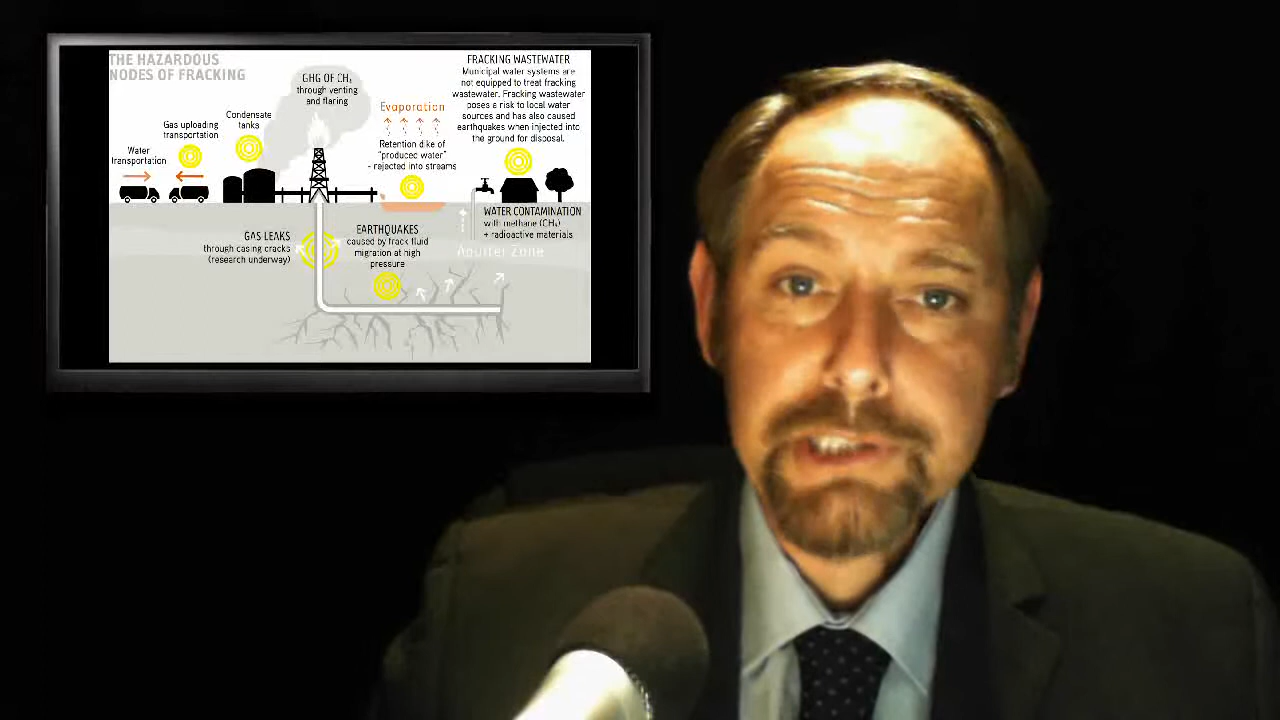 THE HAZARDOUS
NODES OF FRACKING
GHG OF CH₄
through venting
and flaring
FRACKING WASTEWATER
Municipal water systems are
not equipped to treat fracking
wastewater. Fracking wastewater
poses a risk to local water
sources and has also caused
earthquakes when injected into
the ground for disposal.
Evaporation
Condensate
tanks
Gas uploading
transportation
Water
transportation
Retention dike of
"produced water"
- rejected into streams
WATER CONTAMINATION
with methane (CH₄)
+ radioactive materials
GAS LEAKS
through casing cracks
(research underway)
EARTHQUAKES
caused by frack fluid
migration at high
pressure
Aquifer Zone